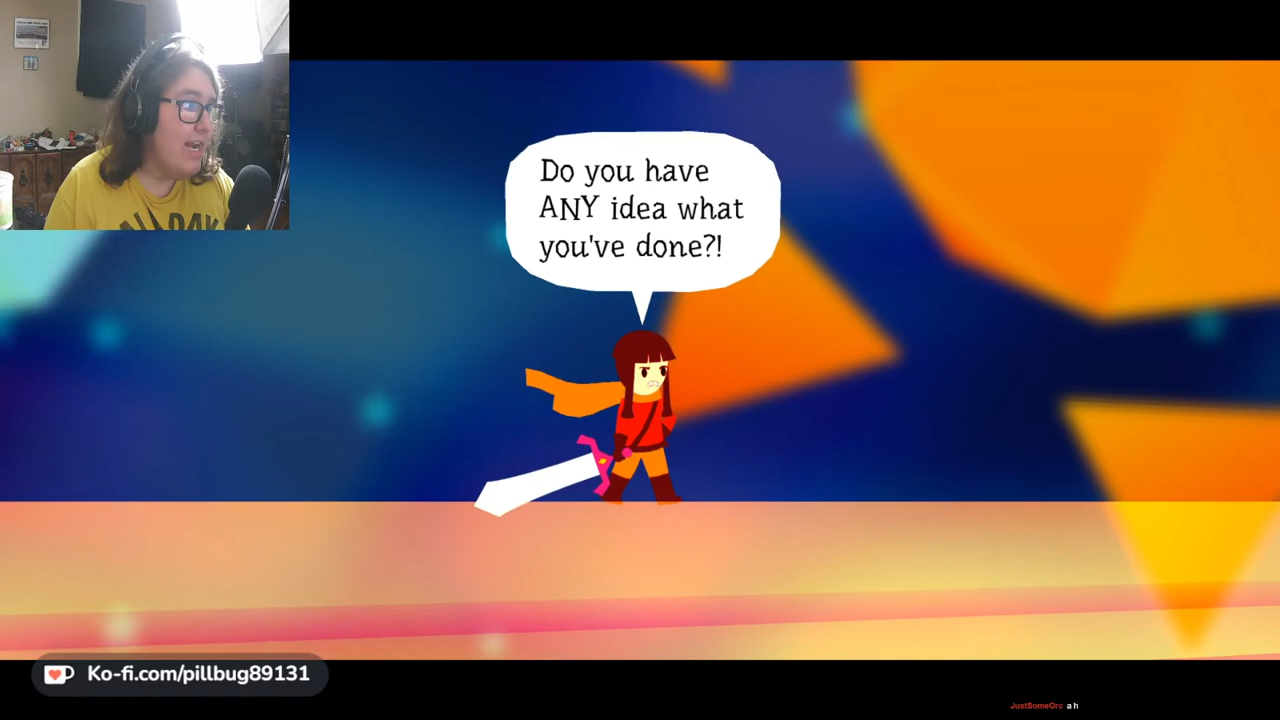 Do you have
ANY idea what
you've done?!
Ko-fi.com/pillbug89131
JustSomeOrc a h